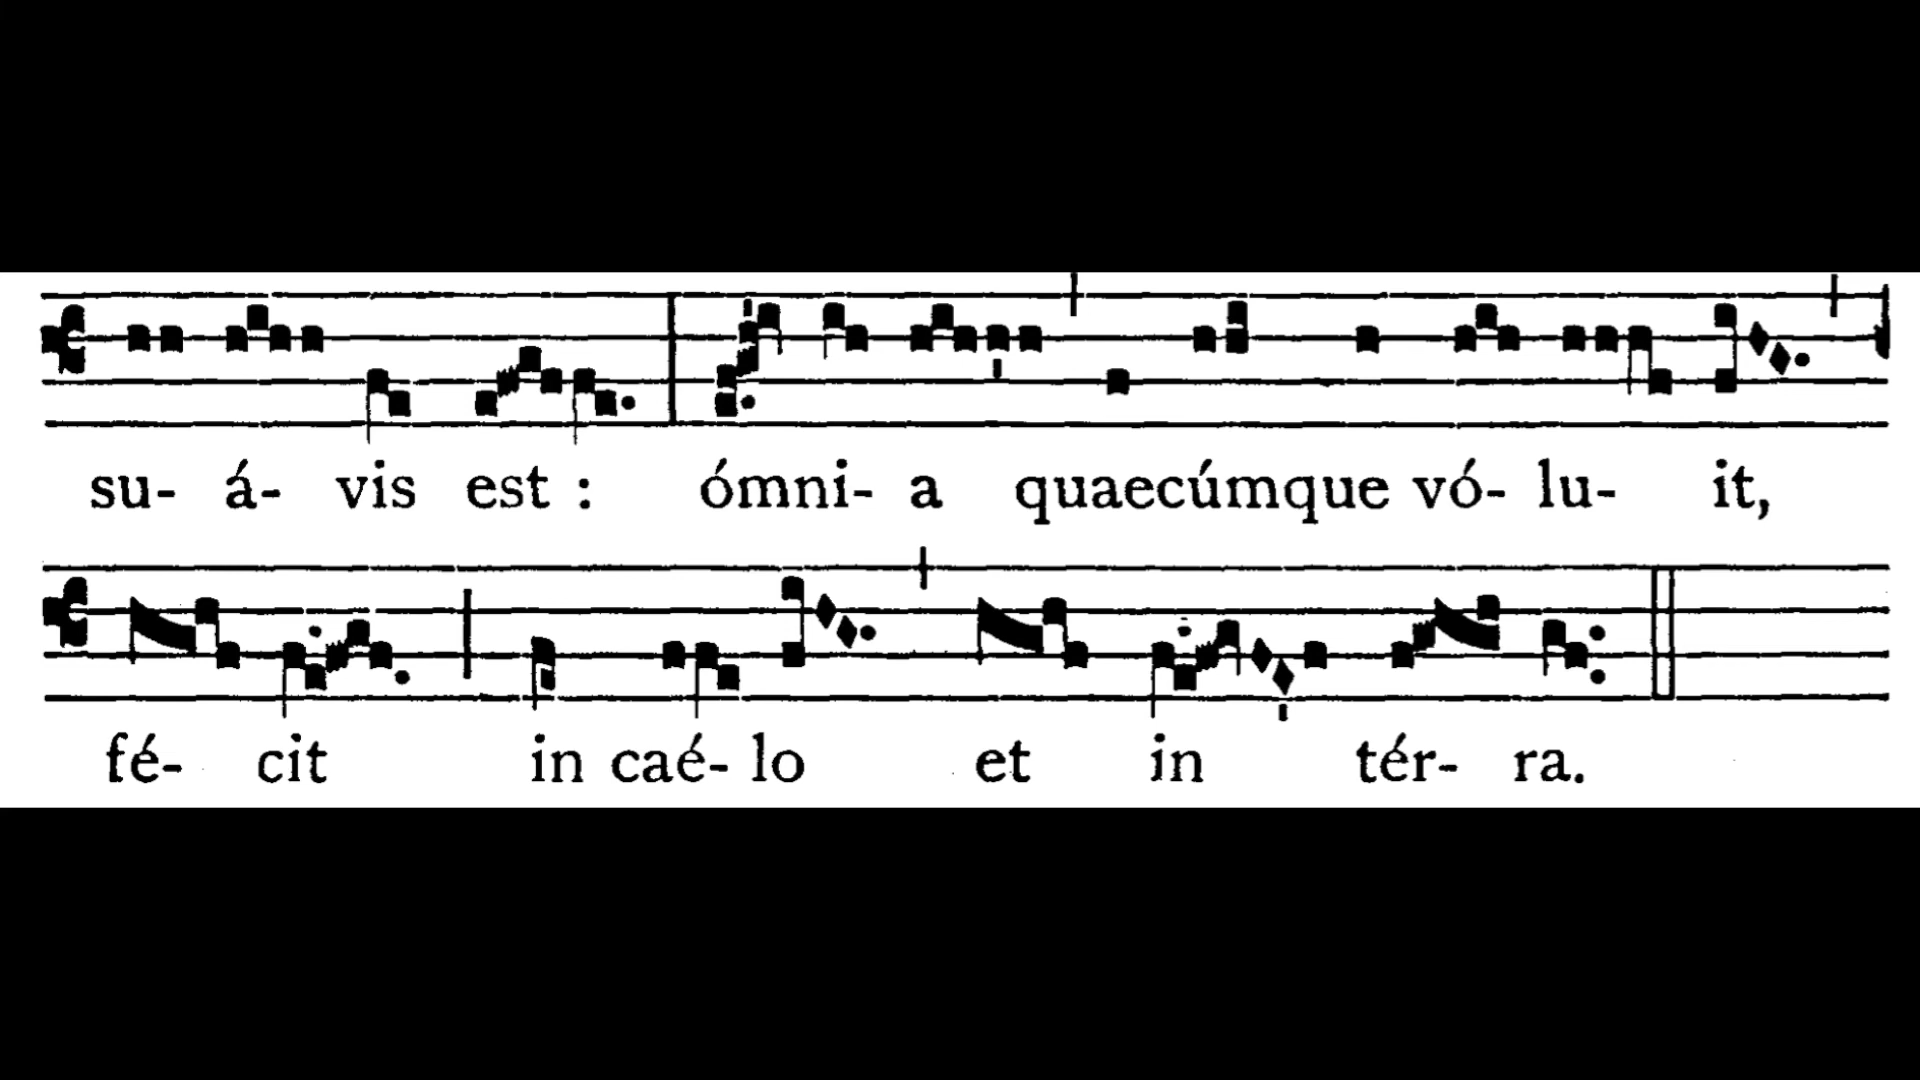 su- á- vis est : ómni- a quaecúmque vó- lu- it,
fé- cit in caé- lo et in tér- ra.